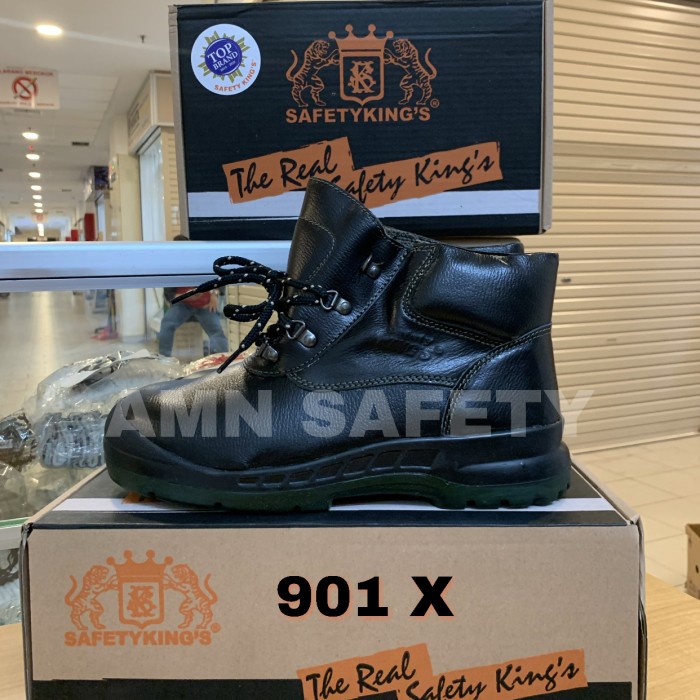 TOP
BRAND
SAFETY KING'S
SAFETYKING'S®
The Real
Safety King's
AMN SAFETY
SAFETYKING'S®
901 X
The Real
Safety King's